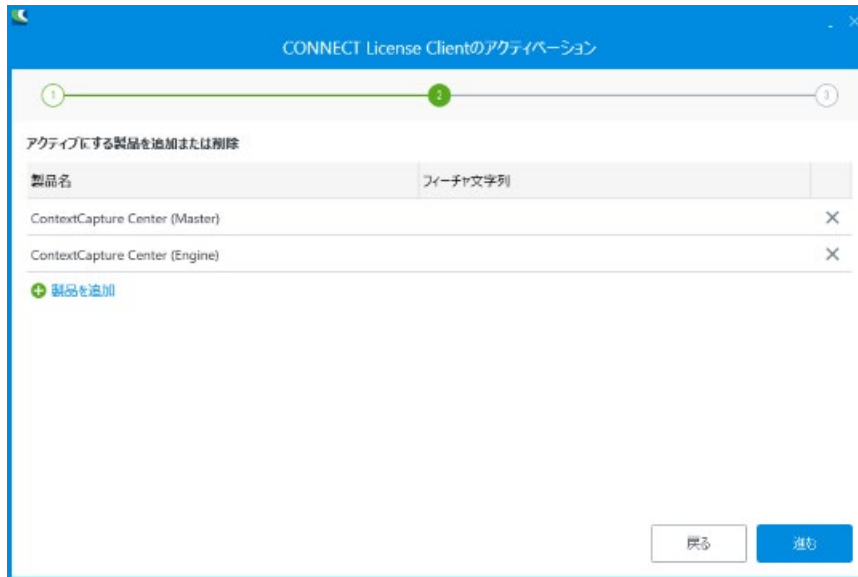 CONNECT License Clientのアクティベーション
1 2 3
アクティブにする製品を追加または削除
製品名 フィーチャ文字列
ContextCapture Center (Master)
ContextCapture Center (Engine)
製品を追加
戻る 進む